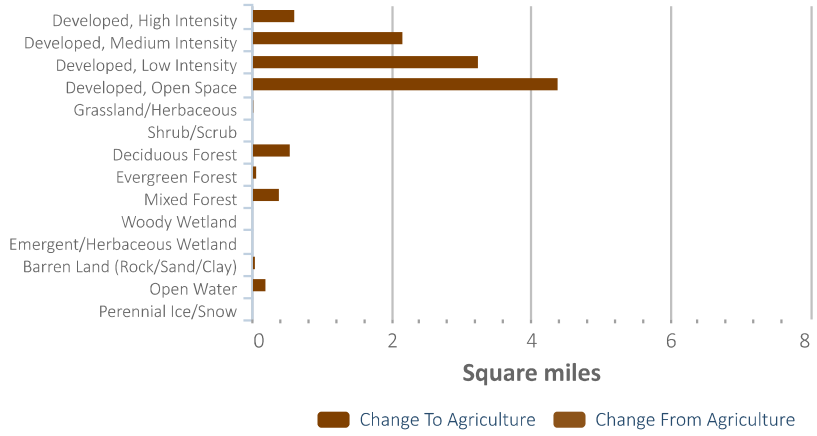 Developed, High Intensity
Developed, Medium Intensity
Developed, Low Intensity
Developed, Open Space
Grassland/Herbaceous
Shrub/Scrub
Deciduous Forest
Evergreen Forest
Mixed Forest
Woody Wetland
Emergent/Herbaceous Wetland
Barren Land (Rock/Sand/Clay)
Open Water
Perennial Ice/Snow
0 2 4 6 8
Square miles
Change To Agriculture Change From Agriculture